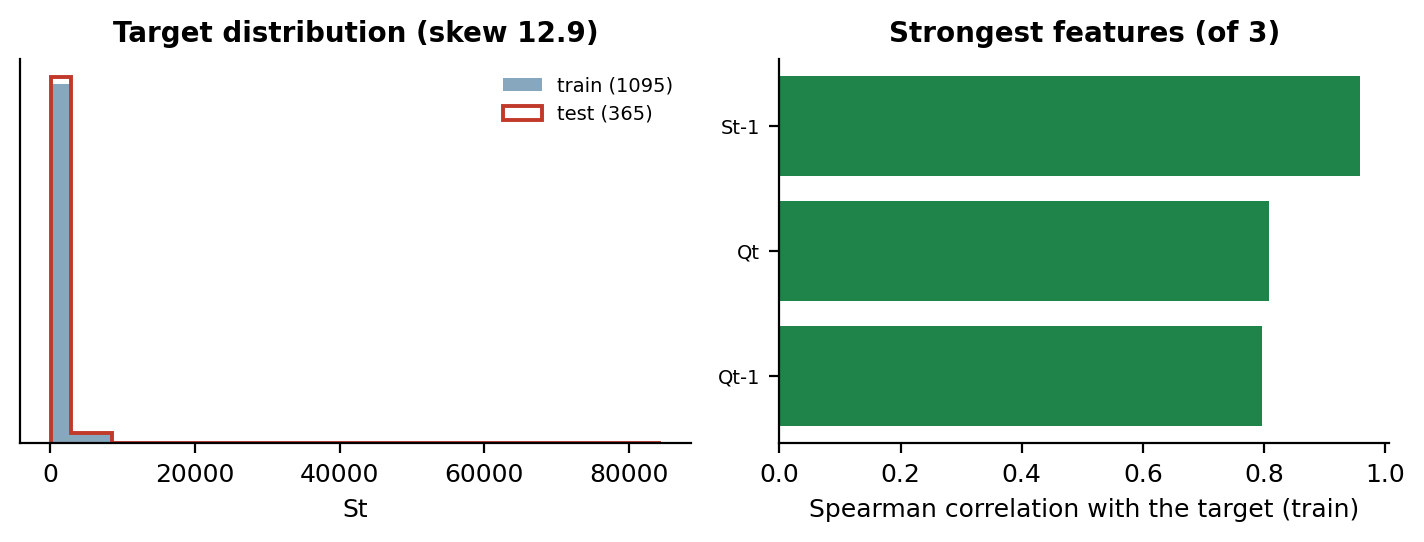 Target distribution (skew 12.9)
train (1095)
test (365)
0 20000 40000 60000 80000
St
Strongest features (of 3)
St-1
Qt
Qt-1
0.0 0.2 0.4 0.6 0.8 1.0
Spearman correlation with the target (train)